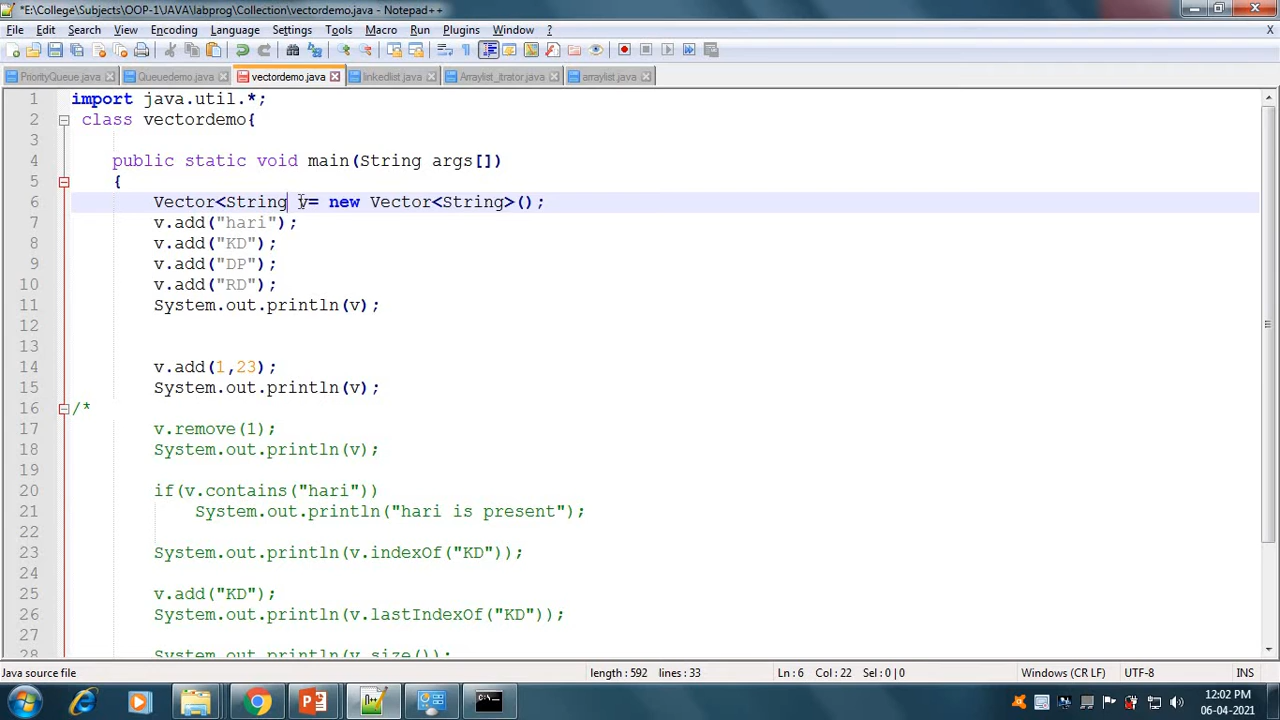 *E:\College\Subjects\OOP-1\JAVA\labprog\Collection\vectordemo.java - Notepad++
File Edit Search View Encoding Language Settings Tools Macro Run Plugins Window ? X
PriorityQueue.java Queuedemo.java vectordemo.java linkedlist.java Arraylist_itrator.java arraylist.java
1 import java.util.*;
2 class vectordemo{
3
4 public static void main(String args[])
5 {
6 Vector<String v= new Vector<String>();
7 v.add("hari");
8 v.add("KD");
9 v.add("DP");
10 v.add("RD");
11 System.out.println(v);
12
13
14 v.add(1,23);
15 System.out.println(v);
16 /*
17 v.remove(1);
18 System.out.println(v);
19
20 if(v.contains("hari"))
21 System.out.println("hari is present");
22
23 System.out.println(v.indexOf("KD"));
24
25 v.add("KD");
26 System.out.println(v.lastIndexOf("KD"));
27
28 System.out.println(v.size());
Java source file length : 592 lines : 33 Ln : 6 Col : 22 Sel : 0 | 0 Windows (CR LF) UTF-8 INS
12:02 PM
06-04-2021